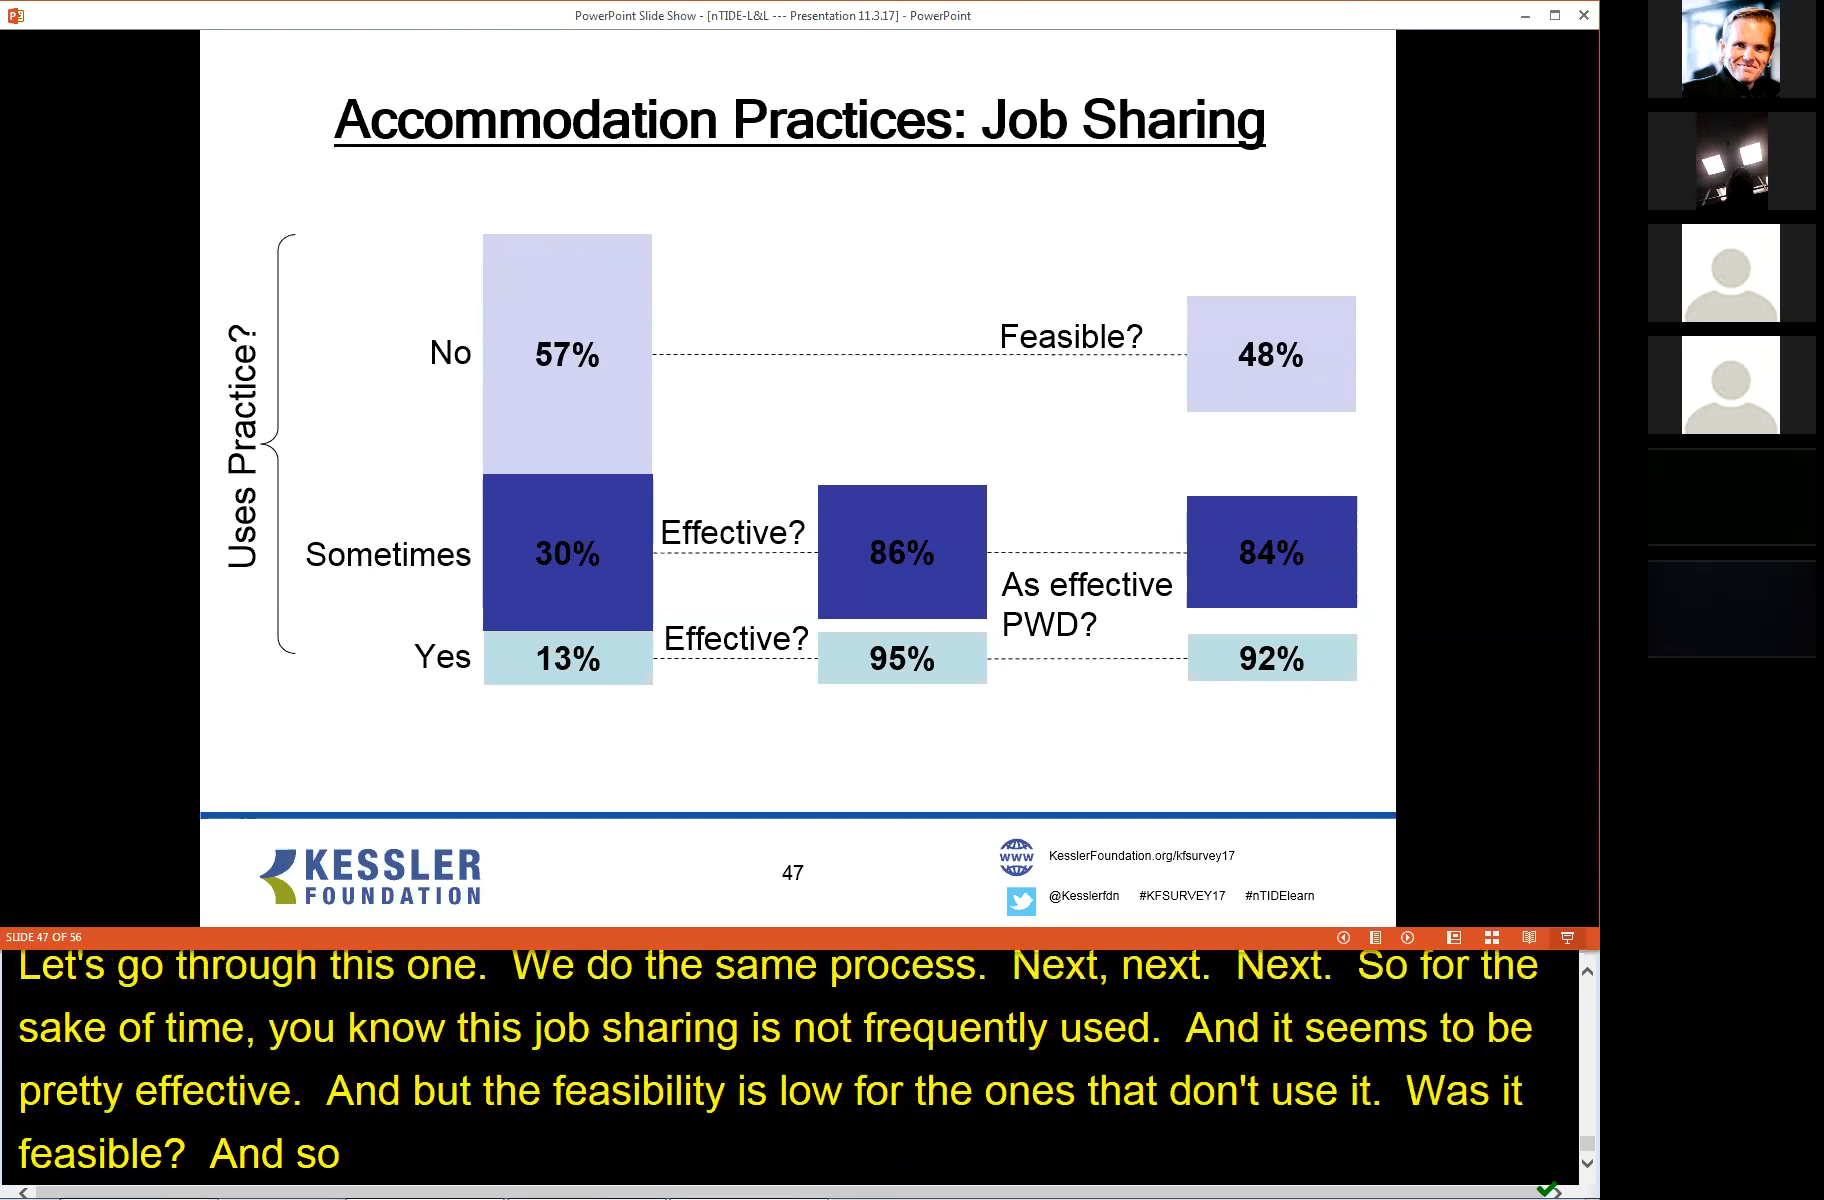 PowerPoint Slide Show - [nTIDE-L&L --- Presentation 11.3.17] - PowerPoint
Accommodation Practices: Job Sharing
Uses Practice?
No
57%
Feasible?
48%
Sometimes
30%
Effective?
86%
84%
As effective
PWD?
Yes
13%
Effective?
95%
92%
KESSLER
FOUNDATION
47
www
KesslerFoundation.org/kfsurvey17
@Kesslerfdn #KFSURVEY17 #nTIDElearn
SLIDE 47 OF 56
Let's go through this one. We do the same process. Next, next. Next. So for the
sake of time, you know this job sharing is not frequently used. And it seems to be
pretty effective. And but the feasibility is low for the ones that don't use it. Was it
feasible? And so